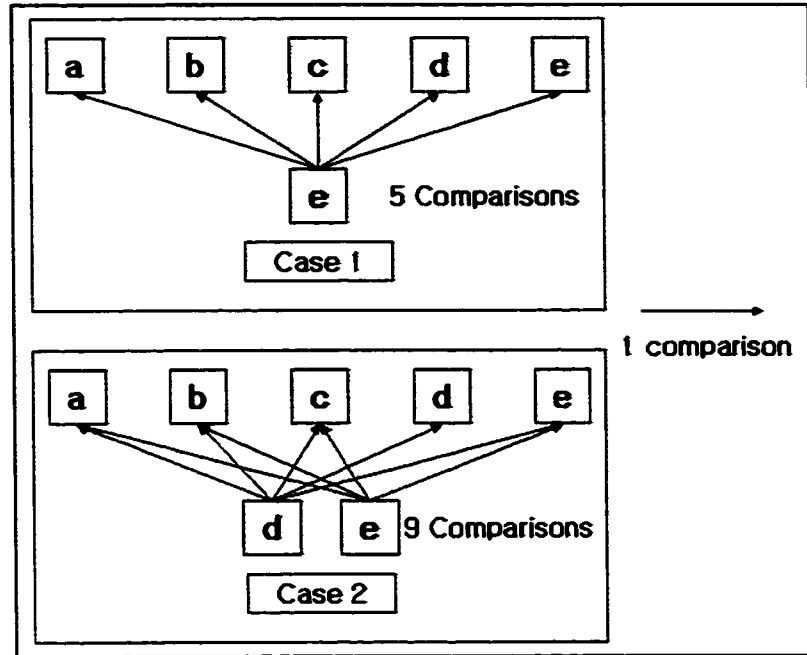 a b c d e
e 5 Comparisons
Case 1
1 comparison
a b c d e
d e 9 Comparisons
Case 2